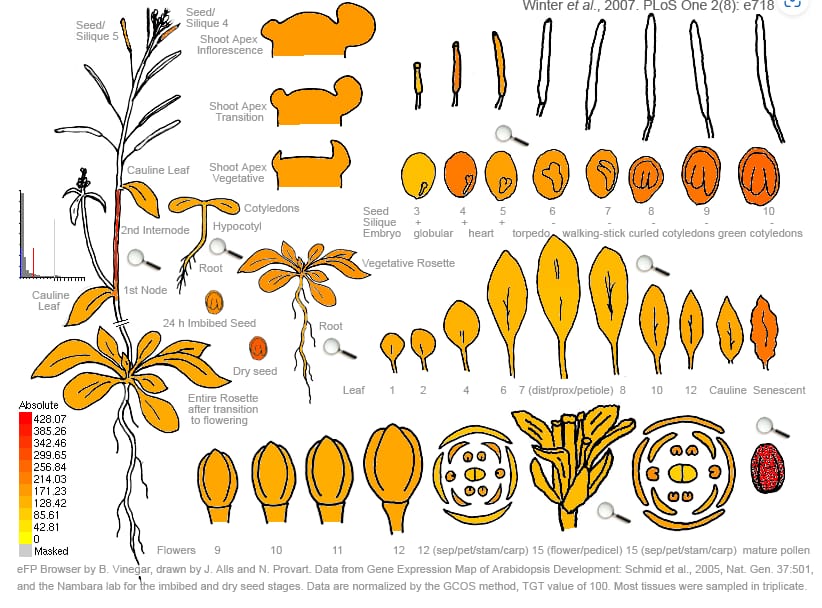 Winter et al., 2007. PLoS One 2(8): e718
Seed/
Silique 5
Seed/
Silique 4
Shoot Apex
Inflorescence
Shoot Apex
Transition
Shoot Apex
Vegetative
Cauline Leaf
2nd Internode
1st Node
Cauline
Leaf
Cotyledons
Hypocotyl
Root
24 h Imbibed Seed
Dry seed
Vegetative Rosette
Root
Entire Rosette
after transition
to flowering
Seed 3 4 5 6 7 8 9 10
Silique + + + - - - - -
Embryo globular heart torpedo walking-stick curled cotyledons green cotyledons
Leaf 1 2 4 6 7 (dist/prox/petiole) 8 10 12 Cauline Senescent
Absolute
428.07
385.26
342.46
299.65
256.84
214.03
171.23
128.42
85.61
42.81
0
Masked
Flowers 9 10 11 12 12 (sep/pet/stam/carp) 15 (flower/pedicel) 15 (sep/pet/stam/carp) mature pollen
eFP Browser by B. Vinegar, drawn by J. Alls and N. Provart. Data from Gene Expression Map of Arabidopsis Development: Schmid et al., 2005, Nat. Gen. 37:501,
and the Nambara lab for the imbibed and dry seed stages. Data are normalized by the GCOS method, TGT value of 100. Most tissues were sampled in triplicate.